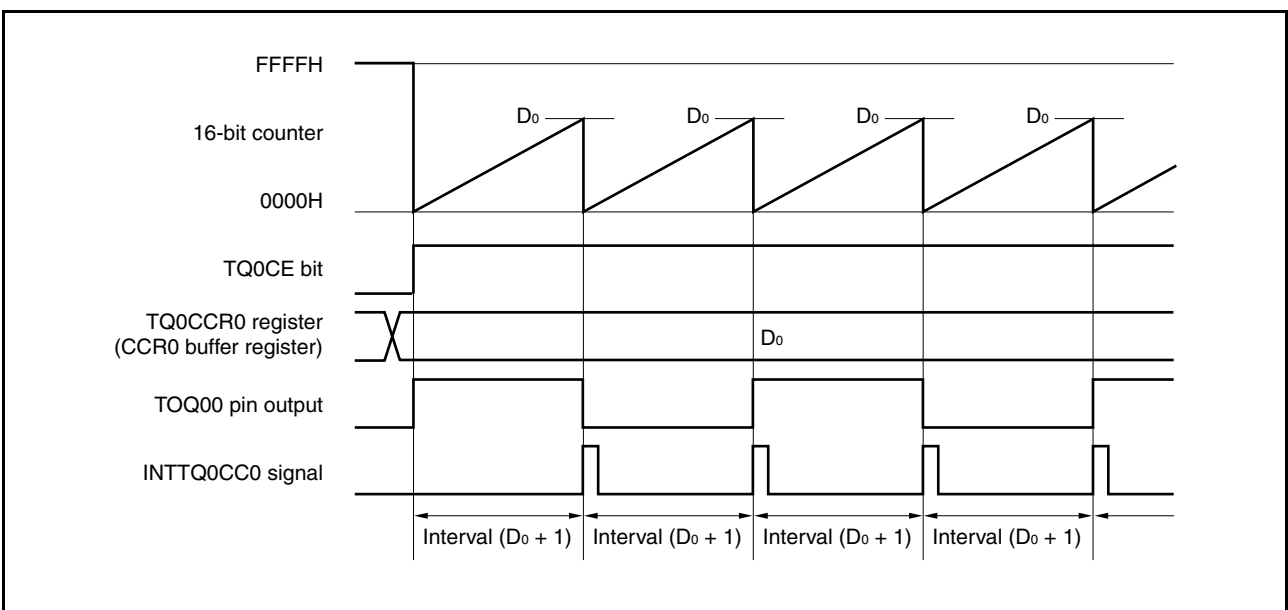 FFFFH
D0 D0 D0 D0
16-bit counter
0000H
TQ0CE bit
TQ0CCR0 register
(CCR0 buffer register)
D0
TOQ00 pin output
INTTQ0CC0 signal
Interval (D0 + 1) Interval (D0 + 1) Interval (D0 + 1) Interval (D0 + 1)